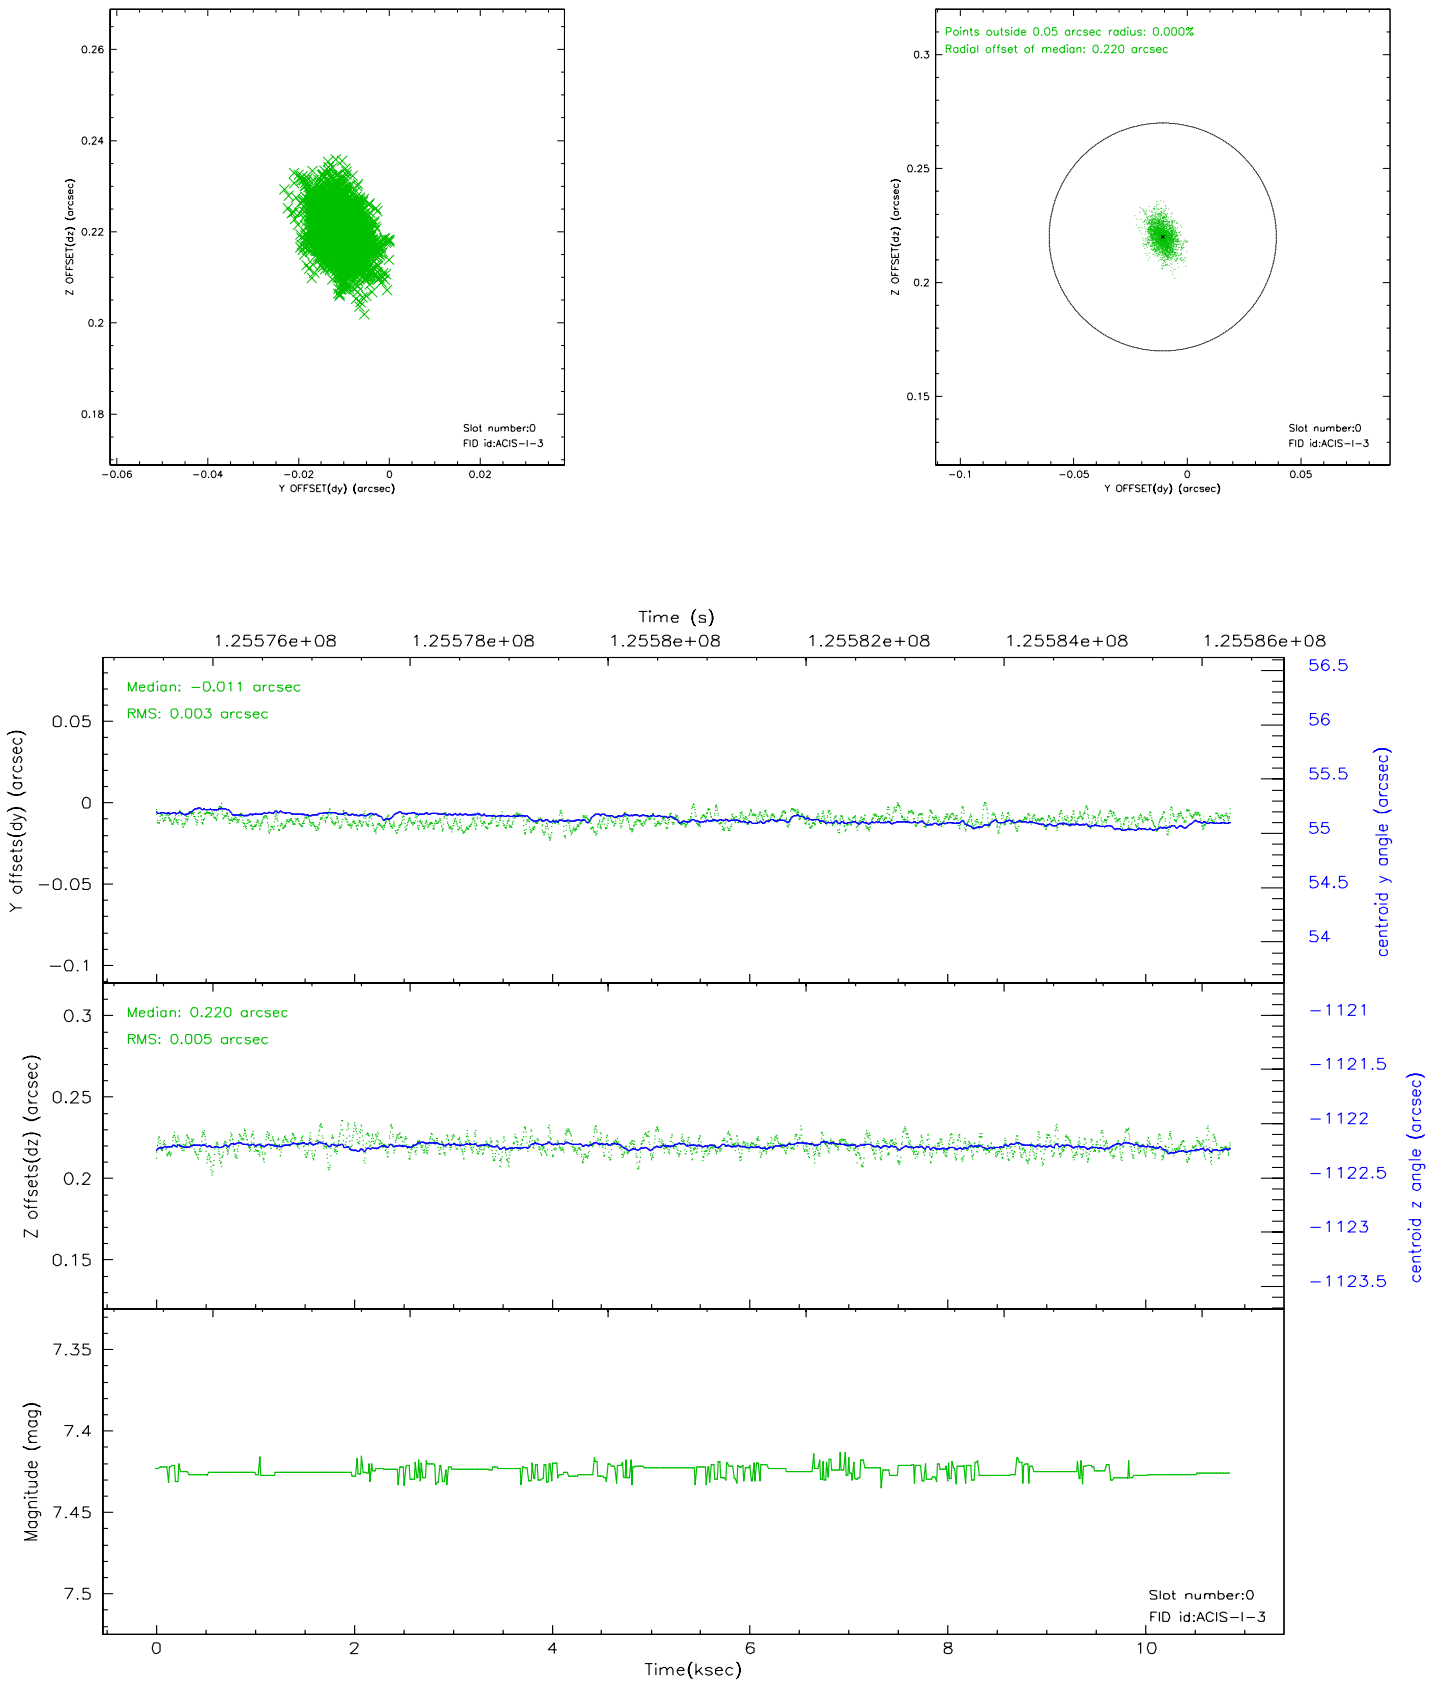 0.26
0.24
0.22
0.2
0.18
Z OFFSET(dz) (arcsec)
Slot number:0
FID id:ACIS-I-3
-0.06 -0.04 -0.02 0 0.02
Y OFFSET(dy) (arcsec)
Points outside 0.05 arcsec radius: 0.000%
Radial offset of median: 0.220 arcsec
0.3
0.25
0.2
0.15
Z OFFSET(dz) (arcsec)
Slot number:0
FID id:ACIS-I-3
-0.1 -0.05 0 0.05
Y OFFSET(dy) (arcsec)
Time (s)
1.25576e+08 1.25578e+08 1.2558e+08 1.25582e+08 1.25584e+08 1.25586e+08
Median: -0.011 arcsec
RMS: 0.003 arcsec
0.05
0
-0.05
-0.1
Y offsets(dy) (arcsec)
56.5
56
55.5
55
54.5
54
centroid y angle (arcsec)
Median: 0.220 arcsec
RMS: 0.005 arcsec
0.3
0.25
0.2
0.15
Z offsets(dz) (arcsec)
-1121
-1121.5
-1122
-1122.5
-1123
-1123.5
centroid z angle (arcsec)
7.35
7.4
7.45
7.5
Magnitude (mag)
Slot number:0
FID id:ACIS-I-3
0 2 4 6 8 10
Time(ksec)